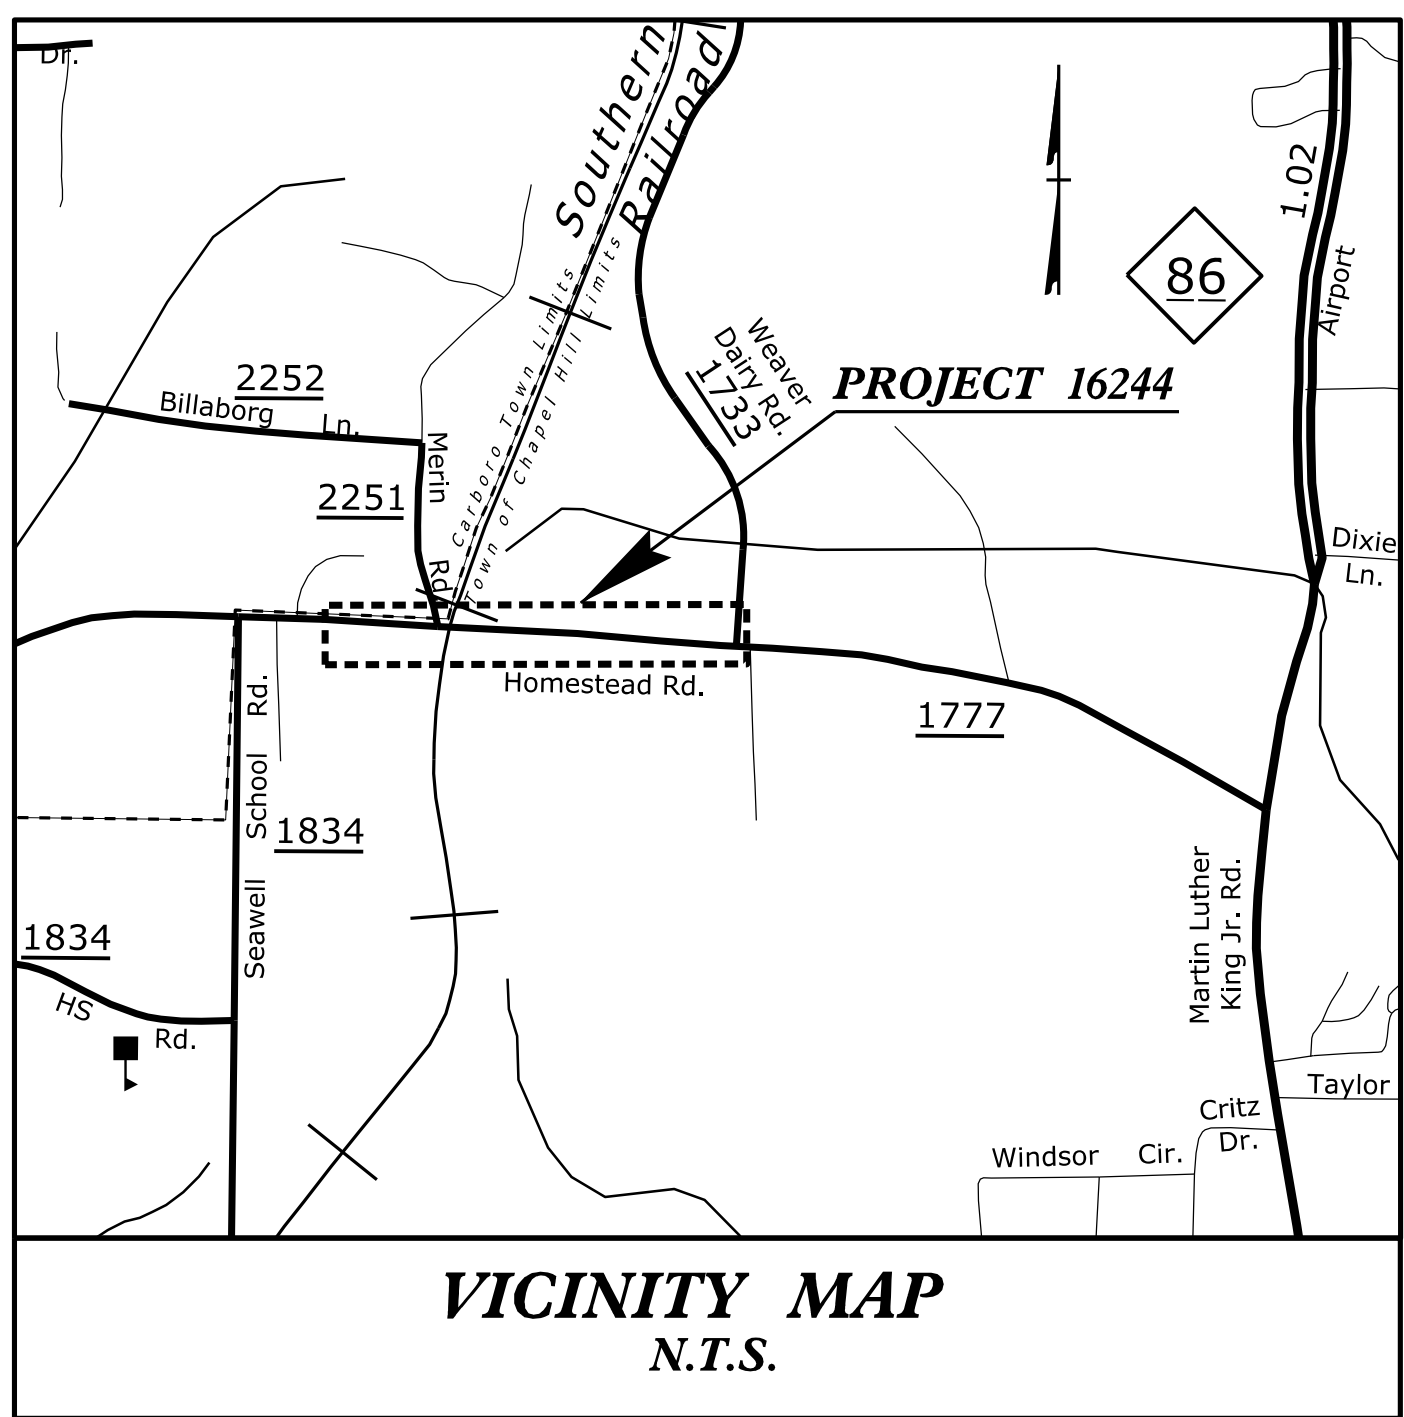 Dr.
Southern
Railroad
1.02
86
Airport
Weaver
Dairy Rd.
1733
PROJECT 16244
2252
Billaborg Ln.
Merin Rd
2251
Carboro Town Limits
Town of Chapel Hill Limits
Dixie
Ln.
Homestead Rd.
1777
Seawell School Rd.
1834
1834
HS Rd.
Martin Luther
King Jr. Rd.
Taylor
Critz
Dr.
Windsor Cir.
VICINITY MAP
N.T.S.